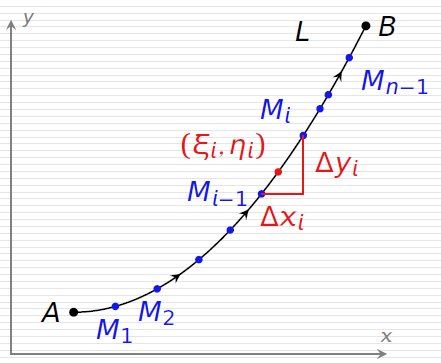 y
L
B
M_{n−1}
M_i
(ξ_i, η_i)
Δy_i
M_{i−1}
Δx_i
A
M_2
M_1
x